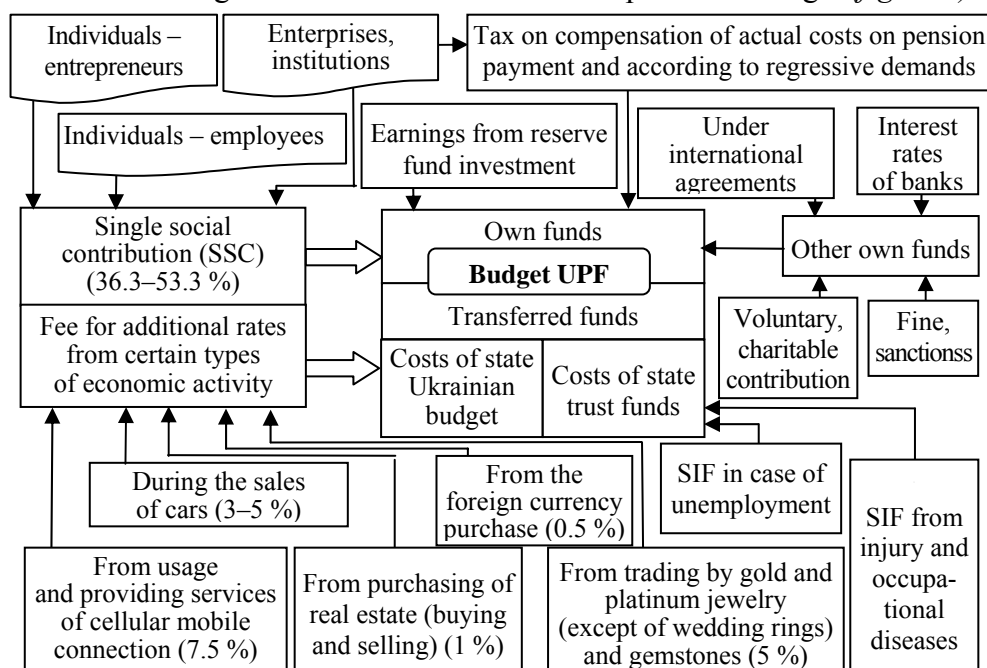 Individuals –
entrepreneurs
Enterprises,
institutions
Tax on compensation of actual costs on pension
payment and according to regressive demands
Individuals – employees
Earnings from reserve
fund investment
Under
international
agreements
Interest
rates
of banks
Single social
contribution (SSC)
(36.3–53.3 %)
Own funds
Budget UPF
Transferred funds
Other own funds
Fee for additional rates
from certain types
of economic activity
Costs of state
Ukrainian
budget
Costs of state
trust funds
Voluntary,
charitable
contribution
Fine,
sanctionss
During the sales
of cars (3–5 %)
From the
foreign currency
purchase (0.5 %)
SIF in case of
unemployment
SIF from
injury and
occupa-
tional
diseases
From usage
and providing services
of cellular mobile
connection (7.5 %)
From purchasing of
real estate (buying
and selling) (1 %)
From trading by gold and
platinum jewelry
(except of wedding rings)
and gemstones (5 %)